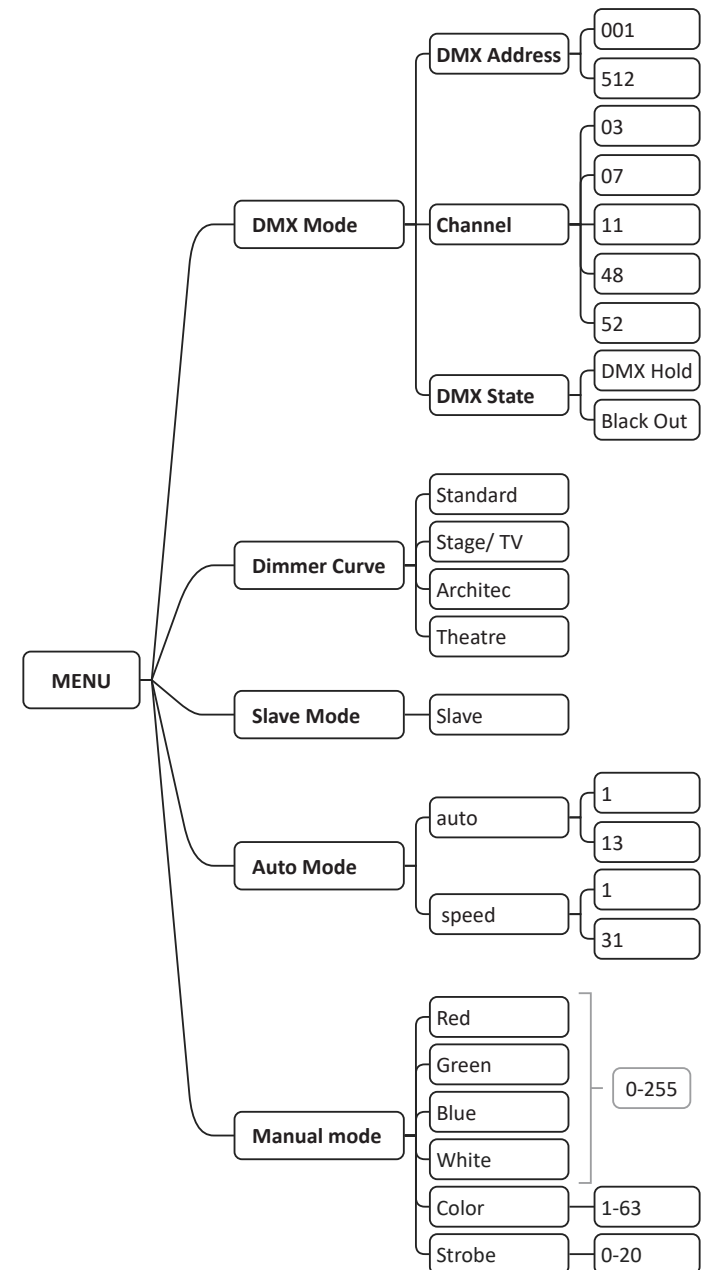 MENU
DMX Mode
DMX Address
001
512
Channel
03
07
11
48
52
DMX State
DMX Hold
Black Out
Dimmer Curve
Standard
Stage/ TV
Architec
Theatre
Slave Mode
Slave
Auto Mode
auto
1
13
speed
1
31
Manual mode
Red
Green
Blue
White
0-255
Color
1-63
Strobe
0-20